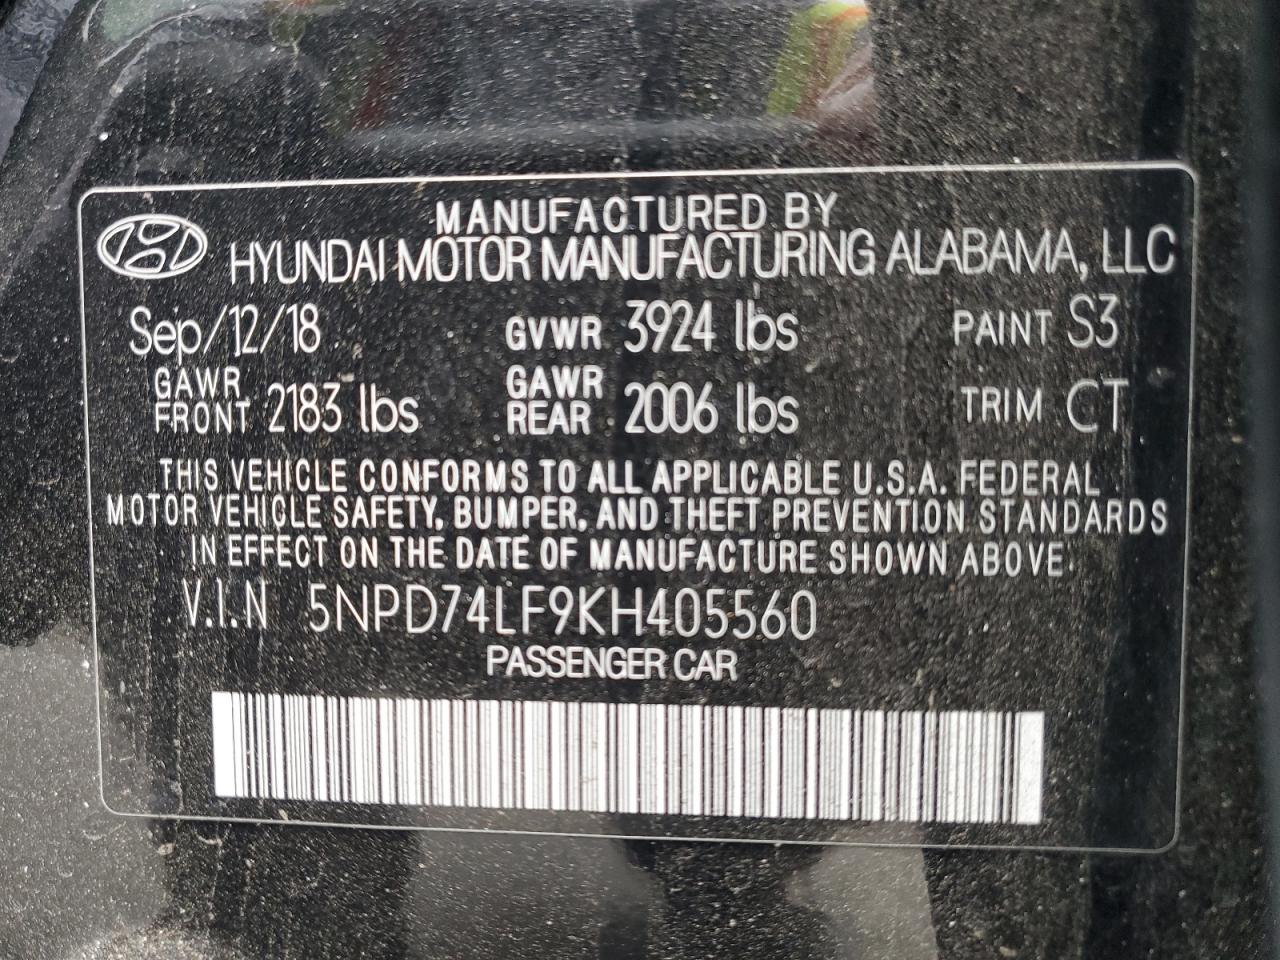 MANUFACTURED BY
HYUNDAI MOTOR MANUFACTURING ALABAMA, LLC
Sep/12/18 GVWR 3924 lbs PAINT S3
GAWR FRONT 2183 lbs GAWR REAR 2006 lbs TRIM CT
THIS VEHICLE CONFORMS TO ALL APPLICABLE U.S.A. FEDERAL
MOTOR VEHICLE SAFETY, BUMPER, AND THEFT PREVENTION STANDARDS
IN EFFECT ON THE DATE OF MANUFACTURE SHOWN ABOVE.
V.I.N 5NPD74LF9KH405560
PASSENGER CAR